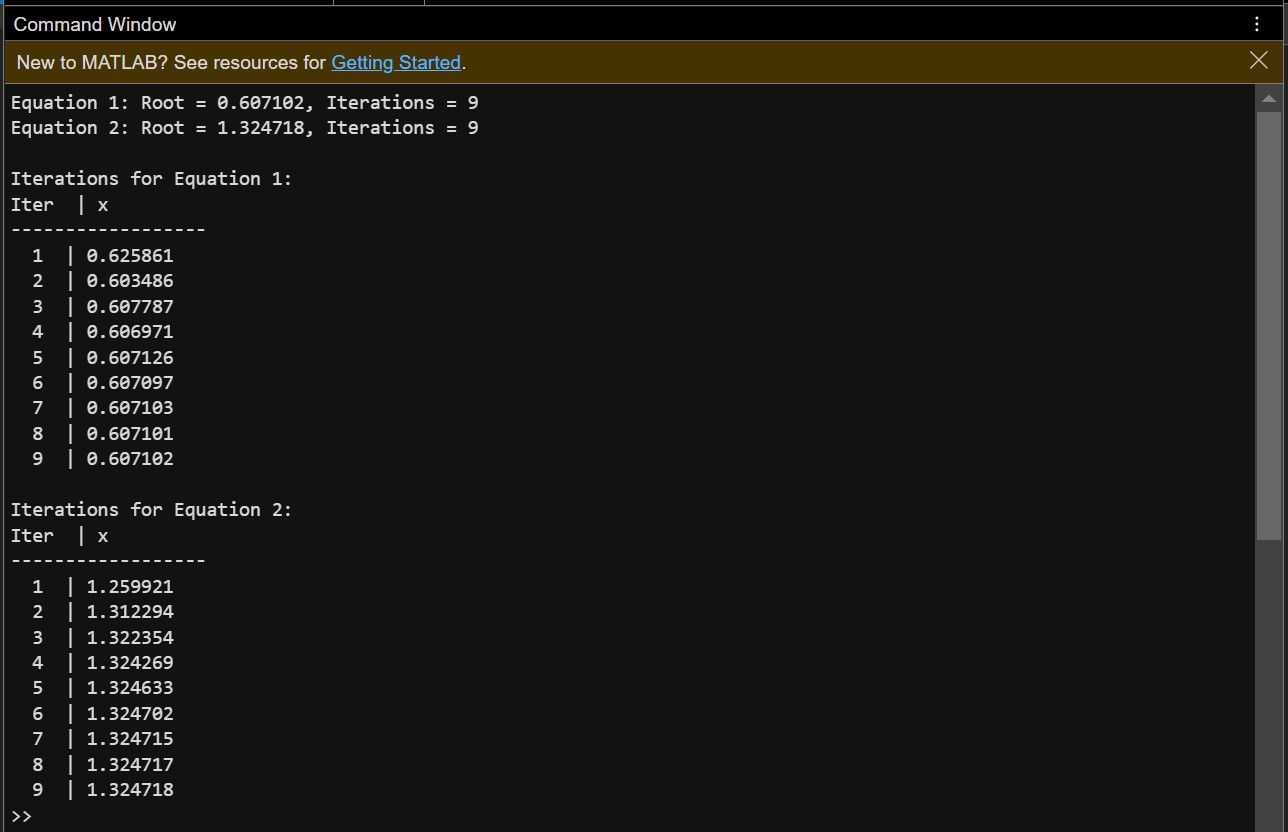 Command Window
New to MATLAB? See resources for Getting Started.
Equation 1: Root = 0.607102, Iterations = 9
Equation 2: Root = 1.324718, Iterations = 9
Iterations for Equation 1:
Iter  | x
------------------
1  | 0.625861
2  | 0.603486
3  | 0.607787
4  | 0.606971
5  | 0.607126
6  | 0.607097
7  | 0.607103
8  | 0.607101
9  | 0.607102
Iterations for Equation 2:
Iter  | x
------------------
1  | 1.259921
2  | 1.312294
3  | 1.322354
4  | 1.324269
5  | 1.324633
6  | 1.324702
7  | 1.324715
8  | 1.324717
9  | 1.324718
>>